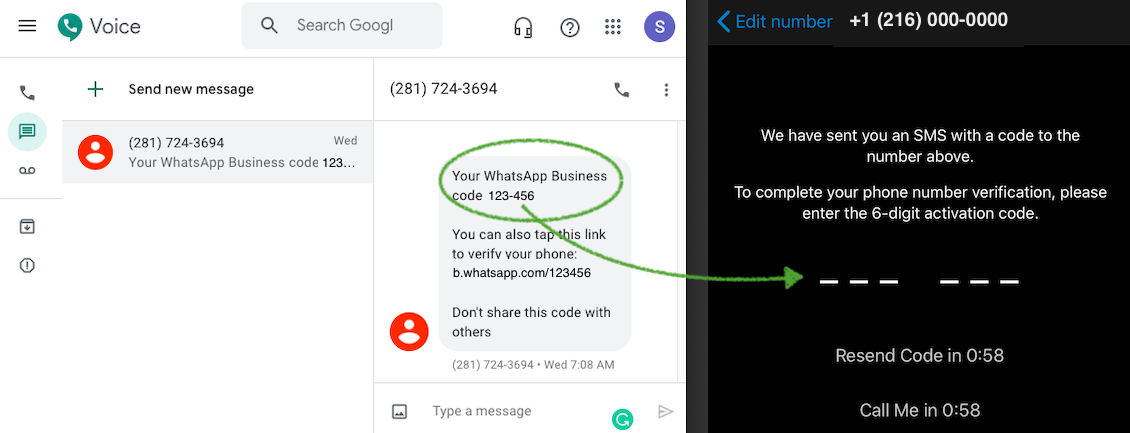 Voice
Search Googl
S
Send new message
(281) 724-3694
Wed
Your WhatsApp Business code 123...
(281) 724-3694
Your WhatsApp Business
code 123-456
You can also tap this link
to verify your phone:
b.whatsapp.com/123456
Don't share this code with
others
(281) 724-3694 • Wed 7:08 AM
Type a message
Edit number
+1 (216) 000-0000
We have sent you an SMS with a code to the
number above.
To complete your phone number verification, please
enter the 6-digit activation code.
Resend Code in 0:58
Call Me in 0:58